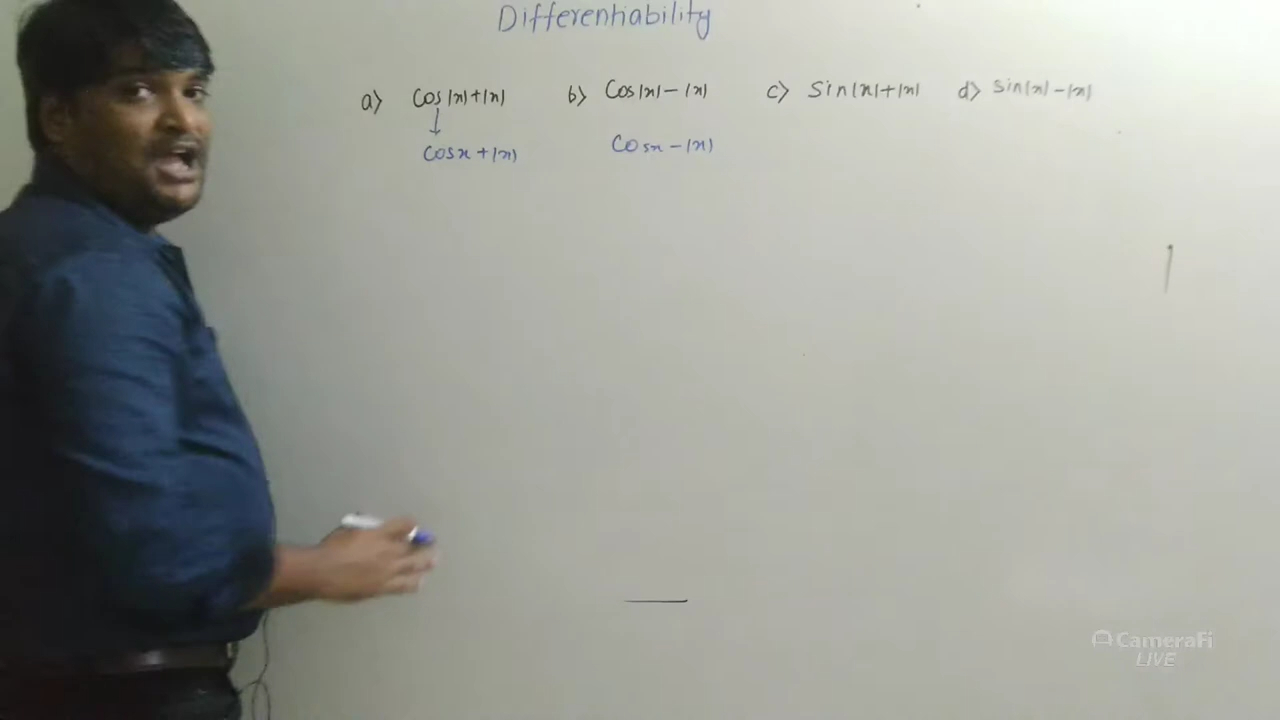 Differentiability
a) Cos|x|+|x| b) Cos|x|-|x| c) Sin|x|+|x| d) Sin|x|-|x|
↓
Cosx+|x| Cosx-|x|
CameraFi
LIVE